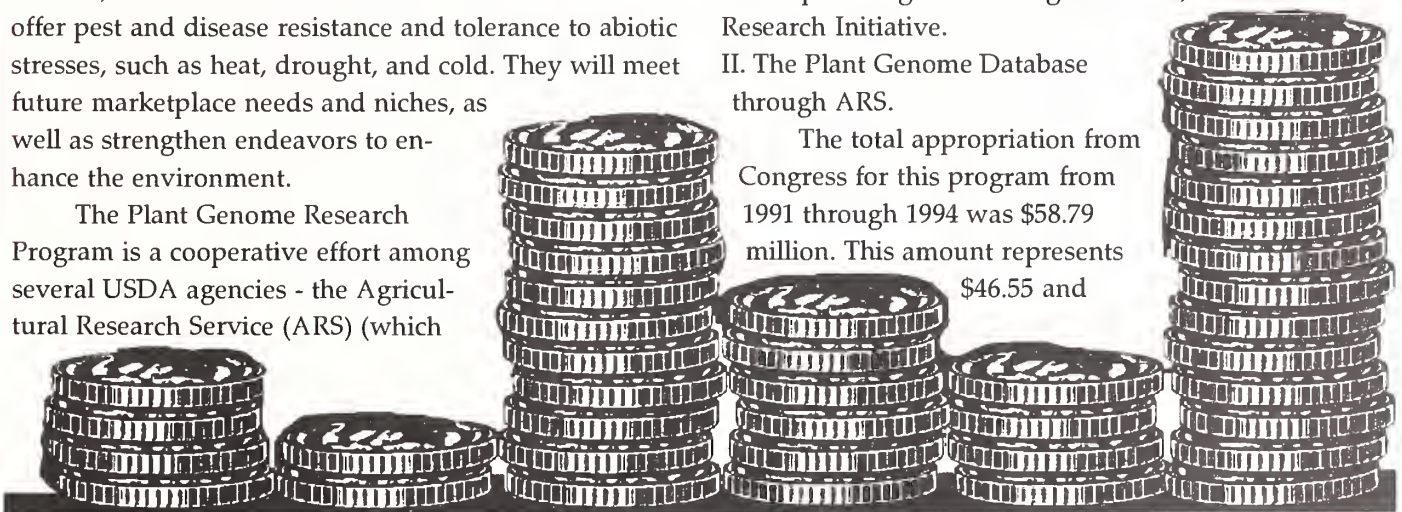 offer pest and disease resistance and tolerance to abiotic
stresses, such as heat, drought, and cold. They will meet
future marketplace needs and niches, as
well as strengthen endeavors to en-
hance the environment.
The Plant Genome Research
Program is a cooperative effort among
several USDA agencies - the Agricul-
tural Research Service (ARS) (which
Research Initiative.
II. The Plant Genome Database
through ARS.
The total appropriation from
Congress for this program from
1991 through 1994 was $58.79
million. This amount represents
$46.55 and